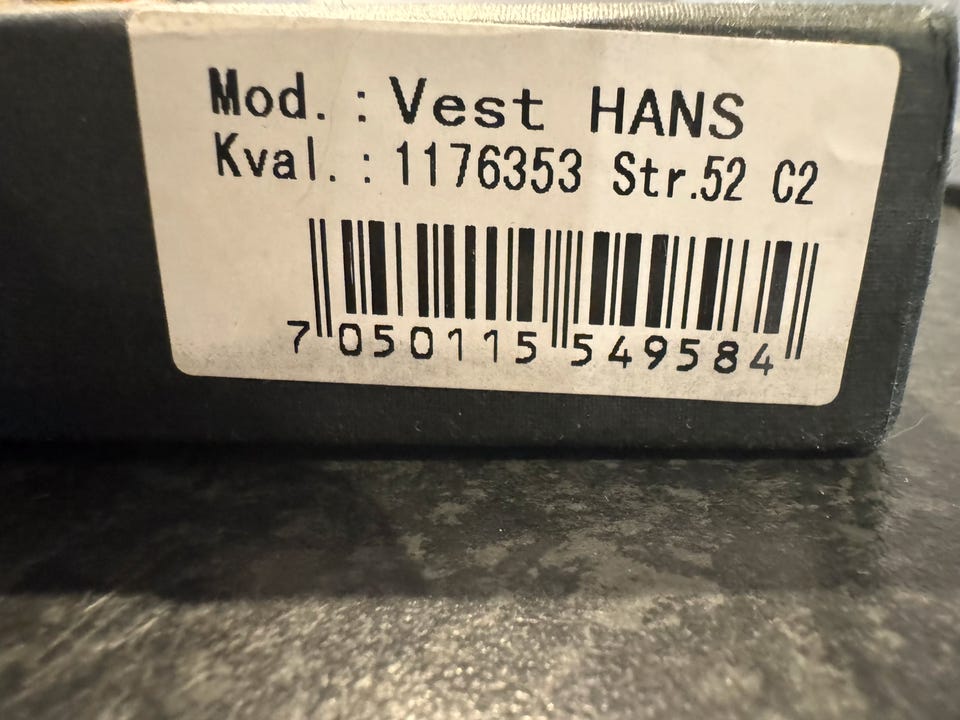 Mod.: Vest HANS
Kval.: 1176353 Str.52 C2
7 050115 549584